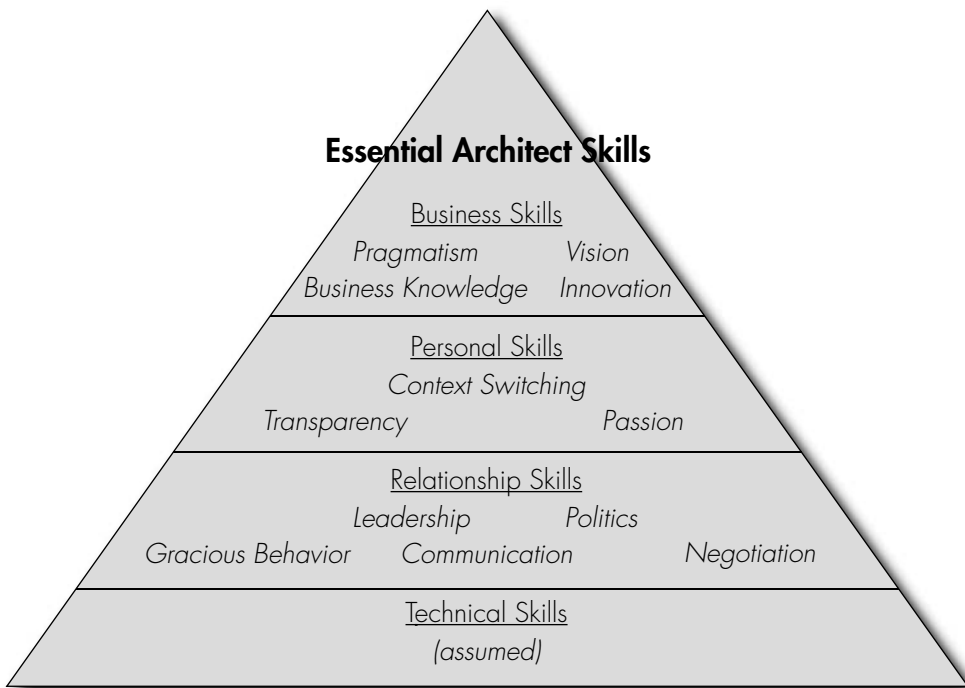 Essential Architect Skills
Business Skills
Pragmatism Vision
Business Knowledge Innovation
Personal Skills
Context Switching
Transparency Passion
Relationship Skills
Leadership Politics
Gracious Behavior Communication Negotiation
Technical Skills
(assumed)